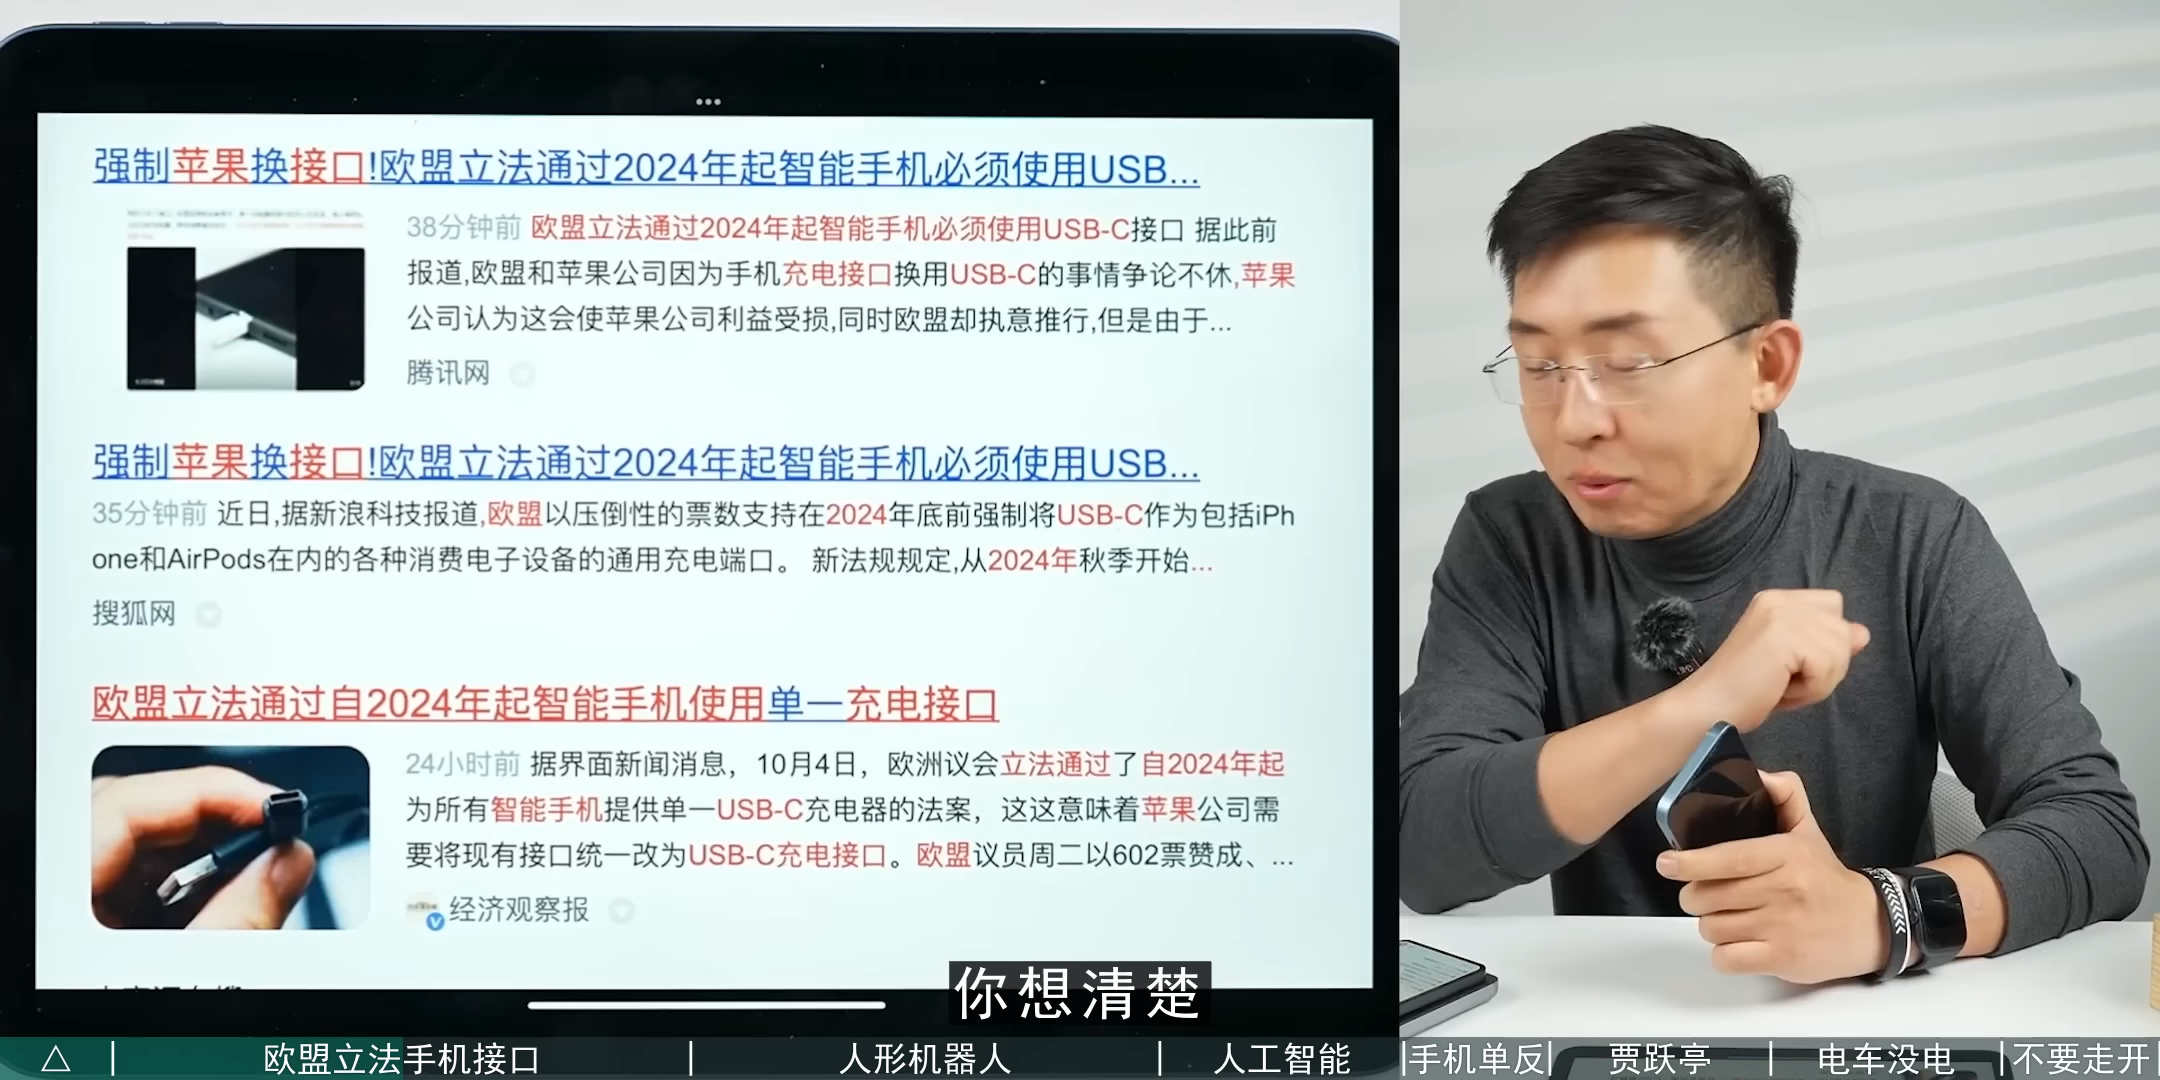 强制苹果换接口!欧盟立法通过2024年起智能手机必须使用USB...
38分钟前 欧盟立法通过2024年起智能手机必须使用USB-C接口 据此前
报道,欧盟和苹果公司因为手机充电接口换用USB-C的事情争论不休,苹果
公司认为这会使苹果公司利益受损,同时欧盟却执意推行,但是由于...
腾讯网
强制苹果换接口!欧盟立法通过2024年起智能手机必须使用USB...
35分钟前 近日,据新浪科技报道,欧盟以压倒性的票数支持在2024年底前强制将USB-C作为包括iPh
one和AirPods在内的各种消费电子设备的通用充电端口。 新法规规定,从2024年秋季开始...
搜狐网
欧盟立法通过自2024年起智能手机使用单一充电接口
24小时前 据界面新闻消息，10月4日，欧洲议会立法通过了自2024年起
为所有智能手机提供单一USB-C充电器的法案，这这意味着苹果公司需
要将现有接口统一改为USB-C充电接口。欧盟议员周二以602票赞成、...
经济观察报
你想清楚
△ | 欧盟立法手机接口 | 人形机器人 | 人工智能 |手机单反| 贾跃亭 | 电车没电 |不要走开|